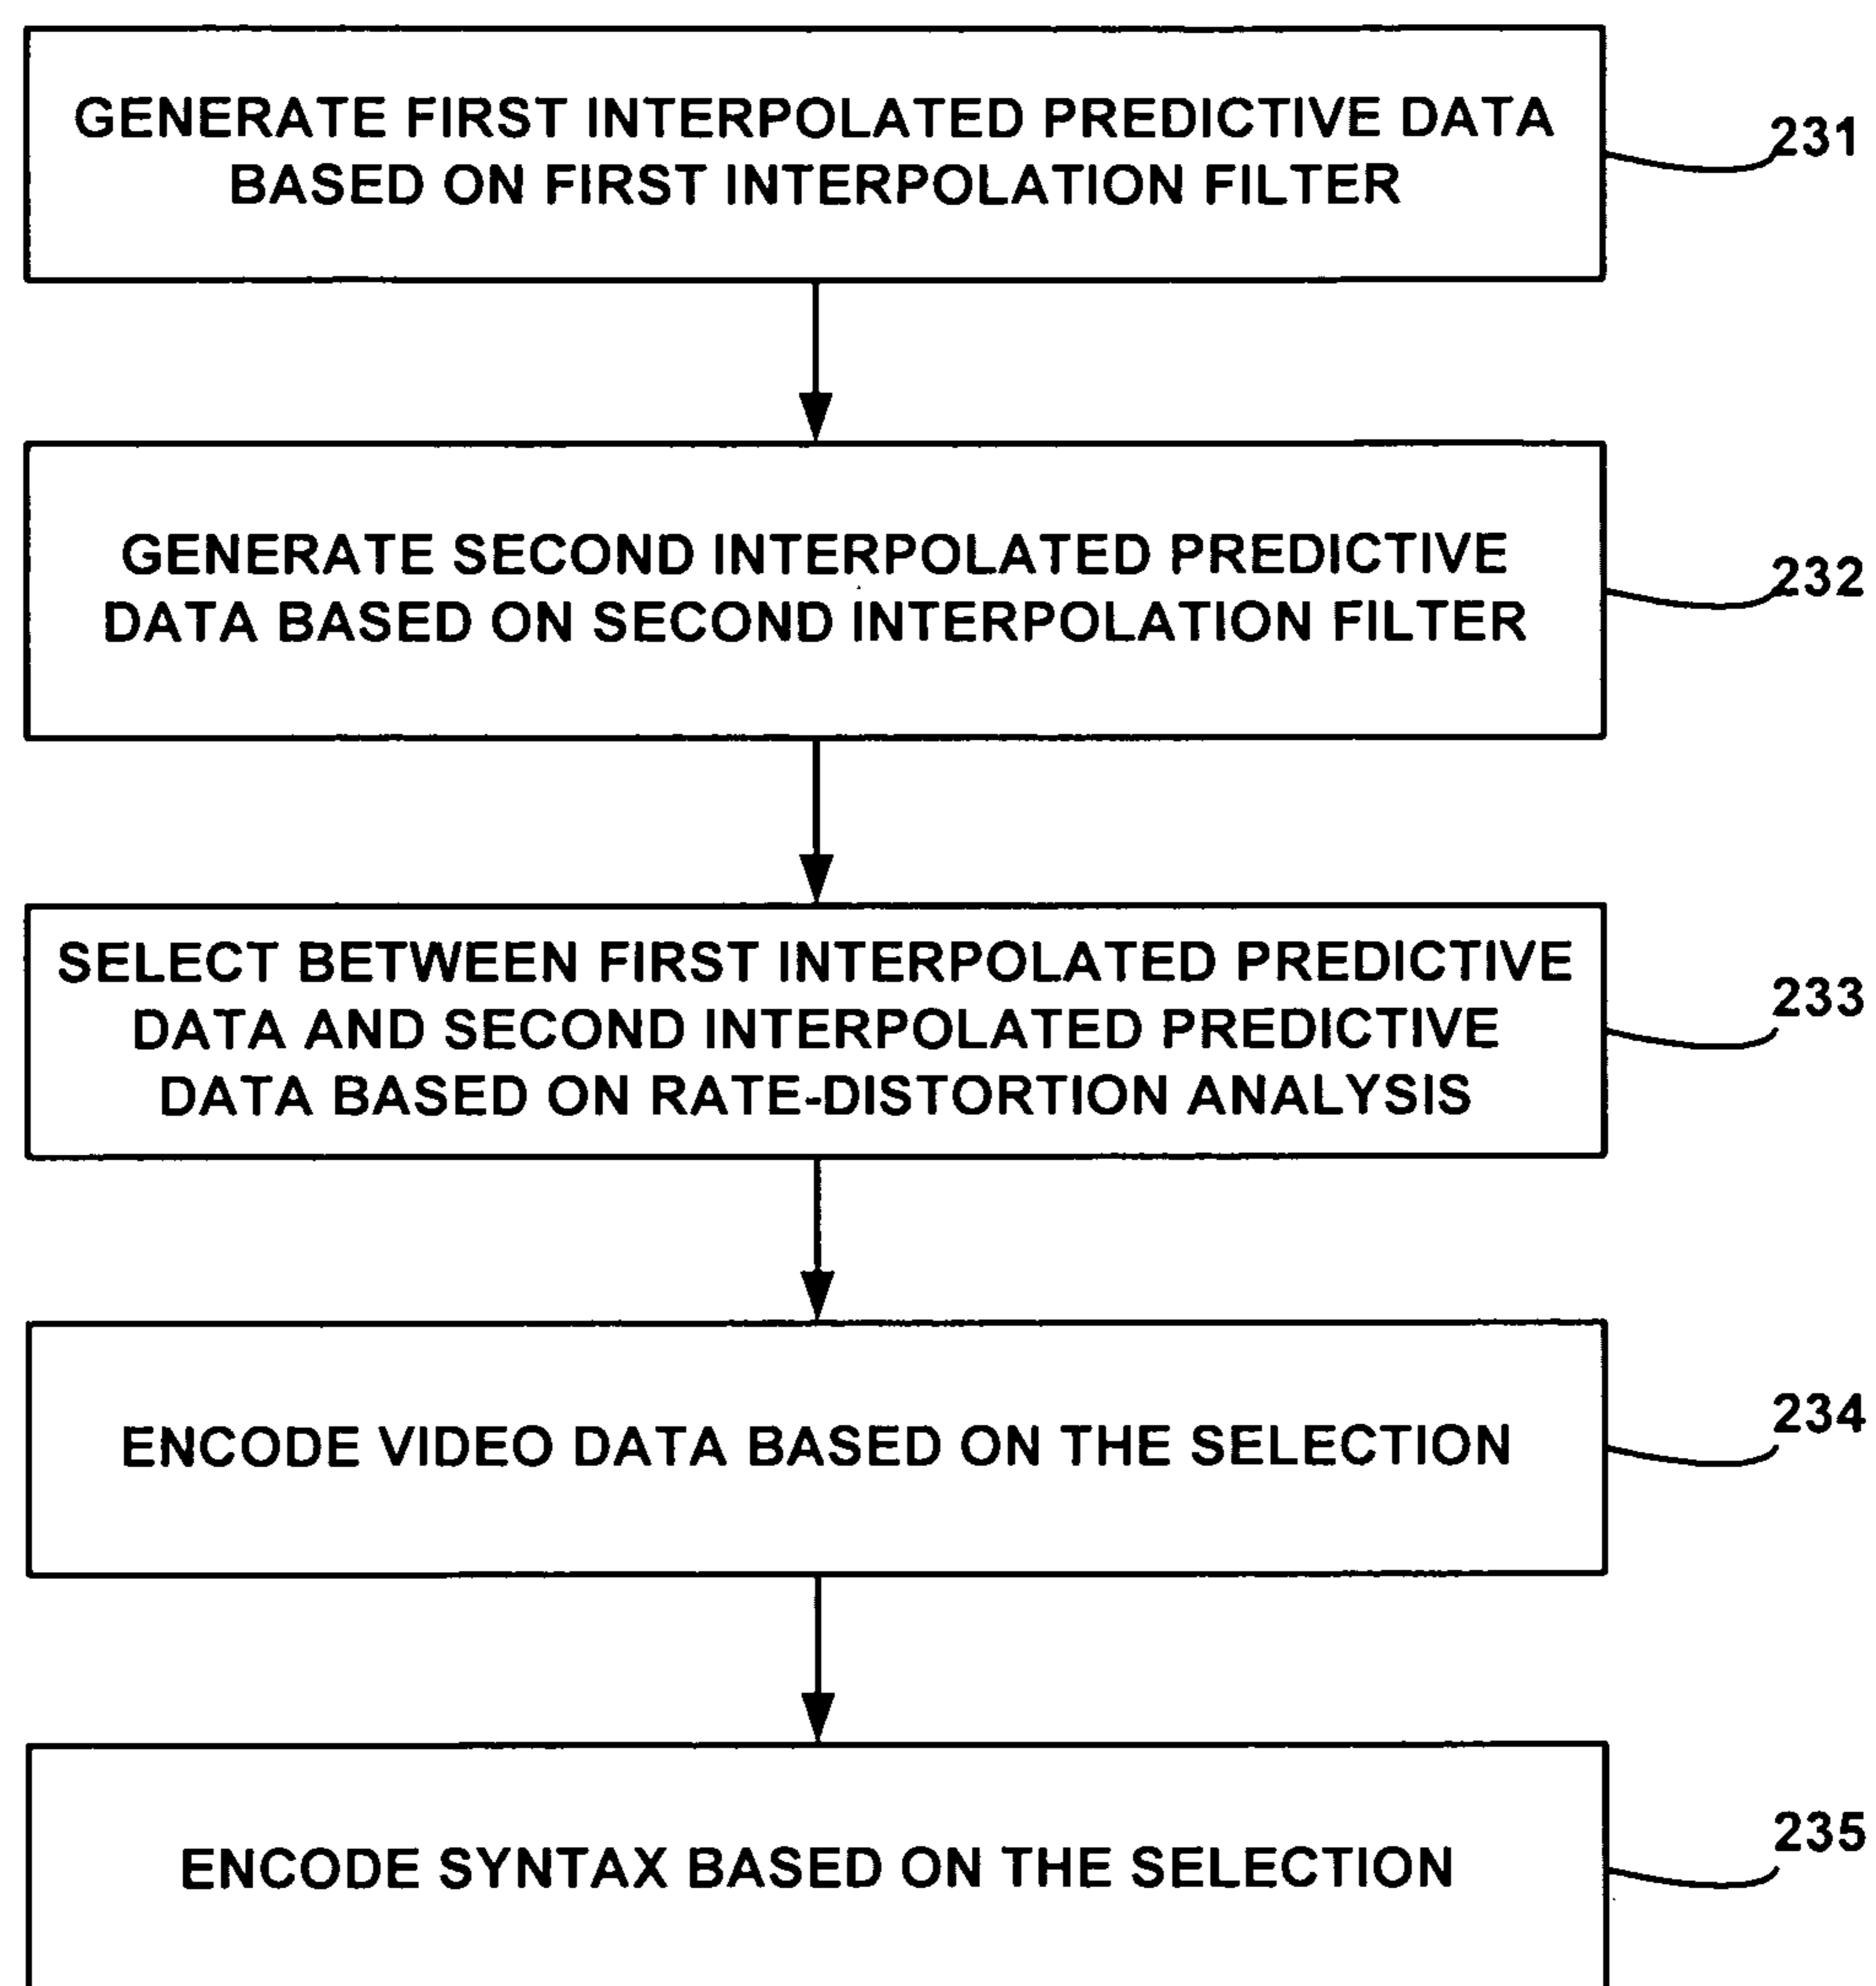 GENERATE FIRST INTERPOLATED PREDICTIVE DATA
BASED ON FIRST INTERPOLATION FILTER
231
GENERATE SECOND INTERPOLATED PREDICTIVE
DATA BASED ON SECOND INTERPOLATION FILTER
232
SELECT BETWEEN FIRST INTERPOLATED PREDICTIVE
DATA AND SECOND INTERPOLATED PREDICTIVE
DATA BASED ON RATE-DISTORTION ANALYSIS
233
ENCODE VIDEO DATA BASED ON THE SELECTION
234
ENCODE SYNTAX BASED ON THE SELECTION
235